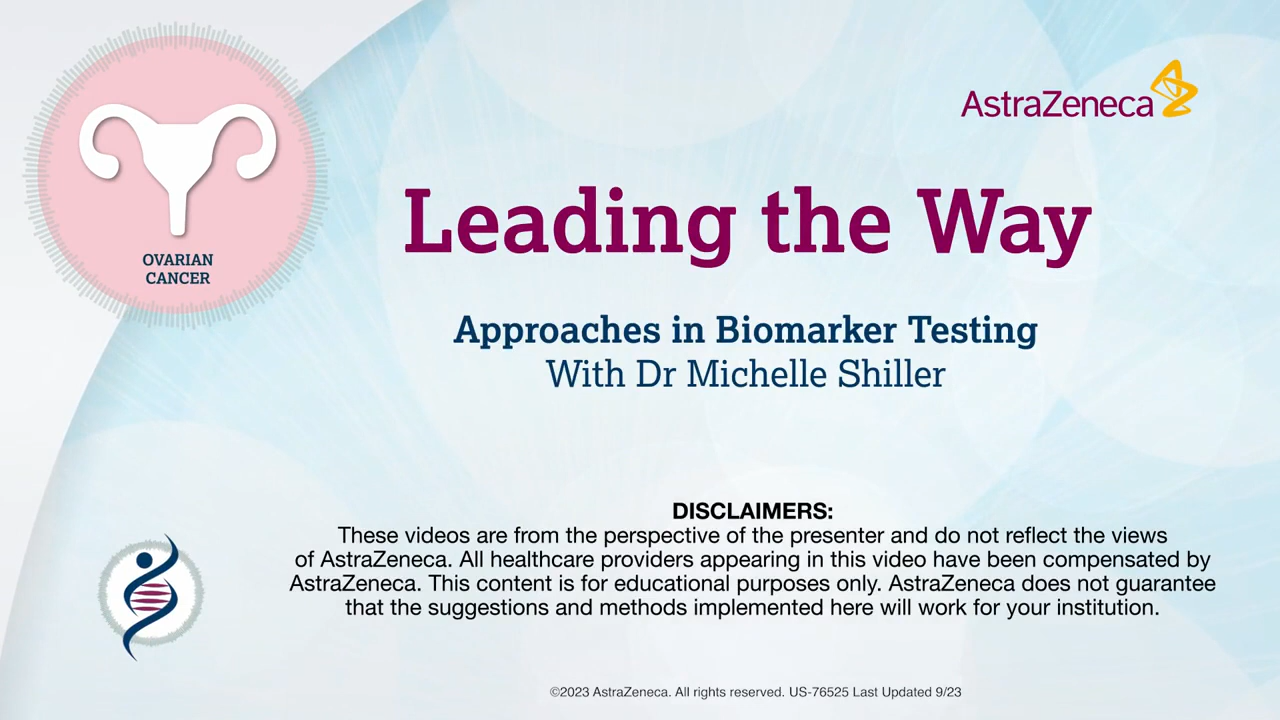 AstraZeneca
OVARIAN
CANCER
Leading the Way
Approaches in Biomarker Testing
With Dr Michelle Shiller
DISCLAIMERS:
These videos are from the perspective of the presenter and do not reflect the views
of AstraZeneca. All healthcare providers appearing in this video have been compensated by
AstraZeneca. This content is for educational purposes only. AstraZeneca does not guarantee
that the suggestions and methods implemented here will work for your institution.
©2023 AstraZeneca. All rights reserved. US-76525 Last Updated 9/23